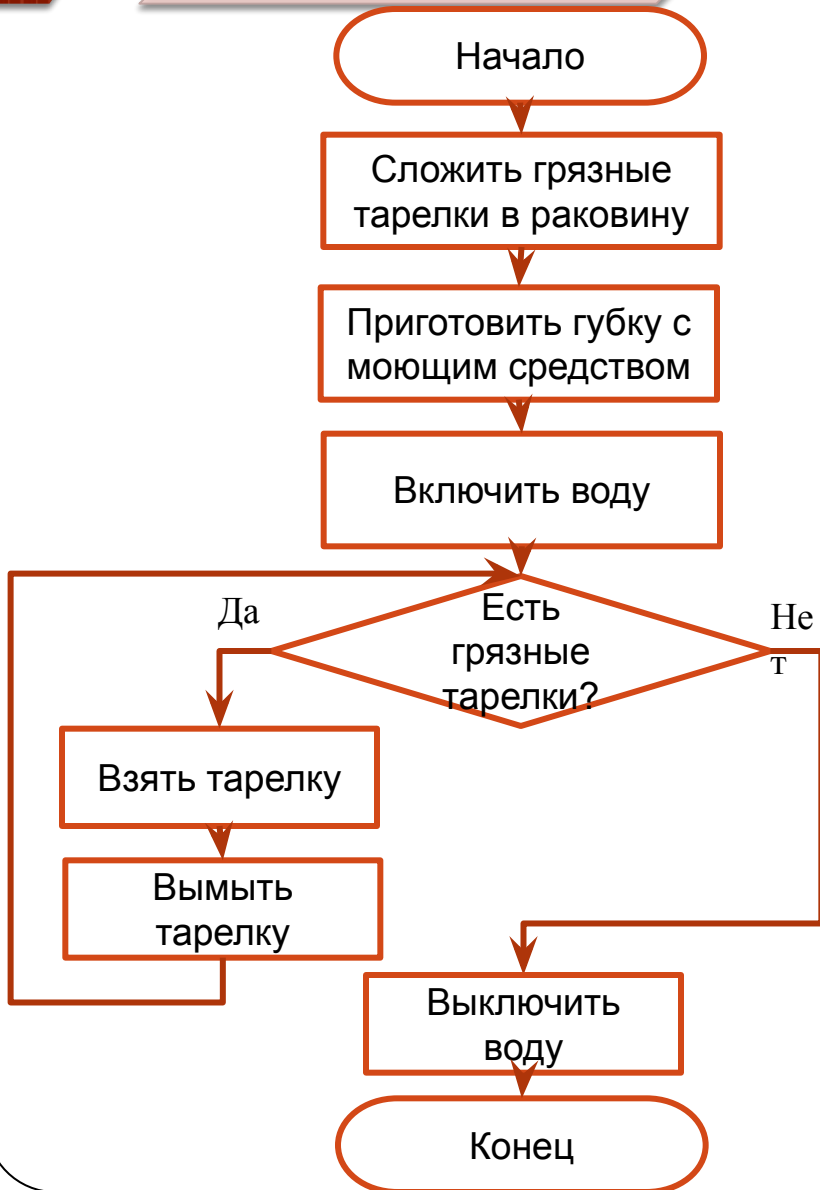 Начало
Сложить грязные
тарелки в раковину
Приготовить губку с
моющим средством
Включить воду
Есть
грязные
тарелки?
Да
Не
т
Взять тарелку
Вымыть
тарелку
Выключить
воду
Конец